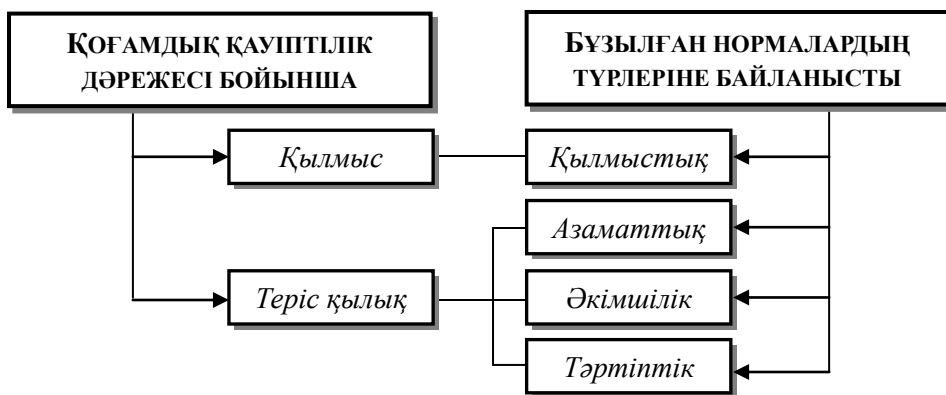 ҚОҒАМДЫҚ ҚАУІПТІЛІК
ДӘРЕЖЕСІ БОЙЫНША
БҰЗЫЛҒАН НОРМАЛАРДЫҢ
ТҮРЛЕРІНЕ БАЙЛАНЫСТЫ
Қылмыс
Қылмыстық
Азаматтық
Теріс қылық
Әкімшілік
Тәртіптік